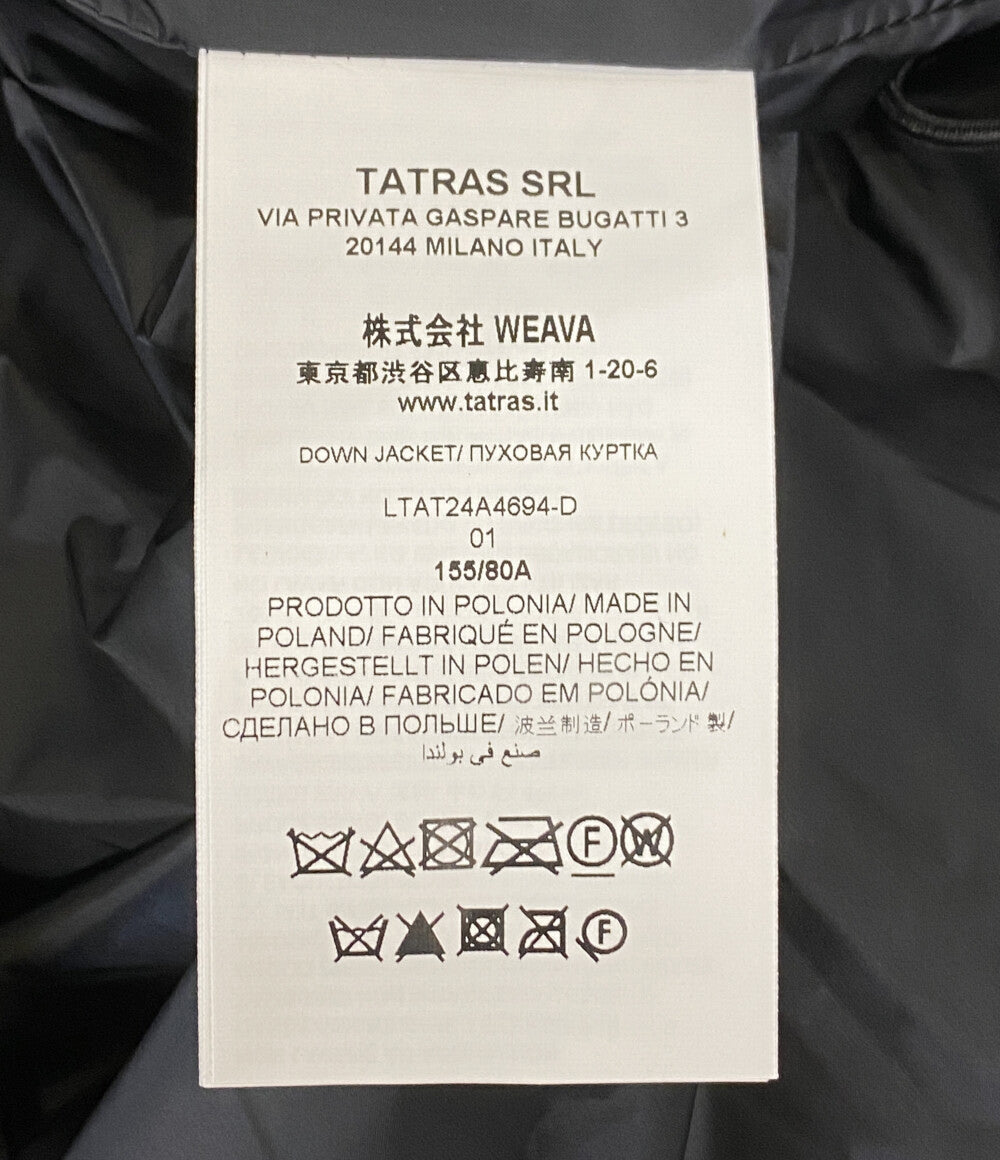 TATRAS SRL
VIA PRIVATA GASPARE BUGATTI 3
20144 MILANO ITALY
株式会社 WEAVA
東京都渋谷区恵比寿南 1-20-6
www.tatras.it
DOWN JACKET/ ПУХОВАЯ КУРТКА
LTAT24A4694-D
01
155/80A
PRODOTTO IN POLONIA/ MADE IN
POLAND/ FABRIQUÉ EN POLOGNE/
HERGESTELLT IN POLEN/ HECHO EN
POLONIA/ FABRICADO EM POLÓNIA/
СДЕЛАНО В ПОЛЬШЕ/ 波兰制造/ ポーランド 製/
صنع في بولندا
F W
F